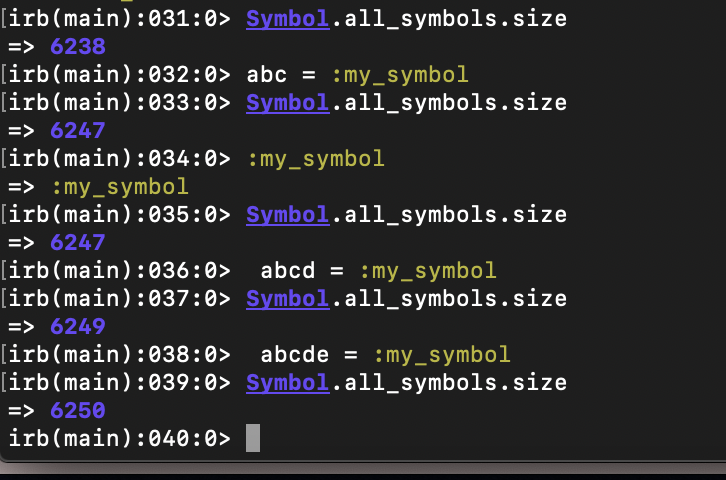 irb(main):031:0> Symbol.all_symbols.size
=> 6238
irb(main):032:0> abc = :my_symbol
irb(main):033:0> Symbol.all_symbols.size
=> 6247
irb(main):034:0> :my_symbol
=> :my_symbol
irb(main):035:0> Symbol.all_symbols.size
=> 6247
irb(main):036:0>  abcd = :my_symbol
irb(main):037:0> Symbol.all_symbols.size
=> 6249
irb(main):038:0>  abcde = :my_symbol
irb(main):039:0> Symbol.all_symbols.size
=> 6250
irb(main):040:0>